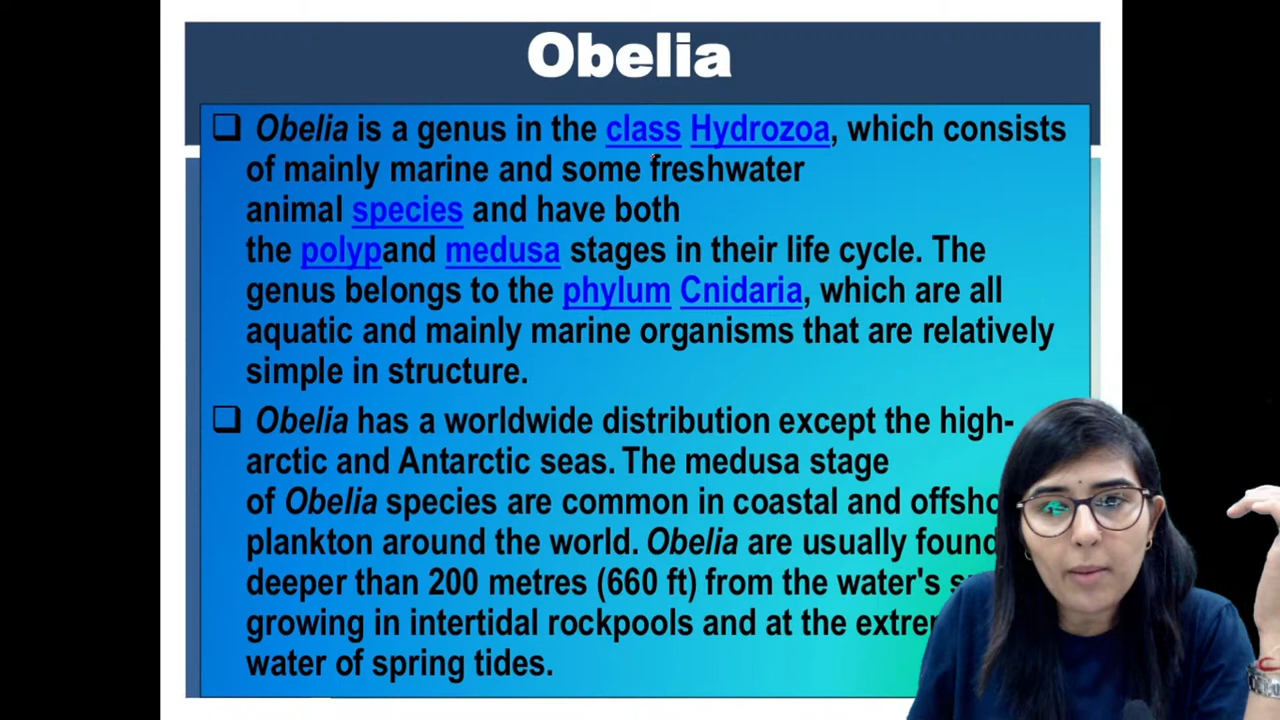 Obelia
❑ Obelia is a genus in the class Hydrozoa, which consists
of mainly marine and some freshwater
animal species and have both
the polypand medusa stages in their life cycle. The
genus belongs to the phylum Cnidaria, which are all
aquatic and mainly marine organisms that are relatively
simple in structure.
❑ Obelia has a worldwide distribution except the high-
arctic and Antarctic seas. The medusa stage
of Obelia species are common in coastal and
plankton around the world. Obelia are usually found
deeper than 200 metres (660 ft) from the water's
growing in intertidal rockpools and at the
water of spring tides.